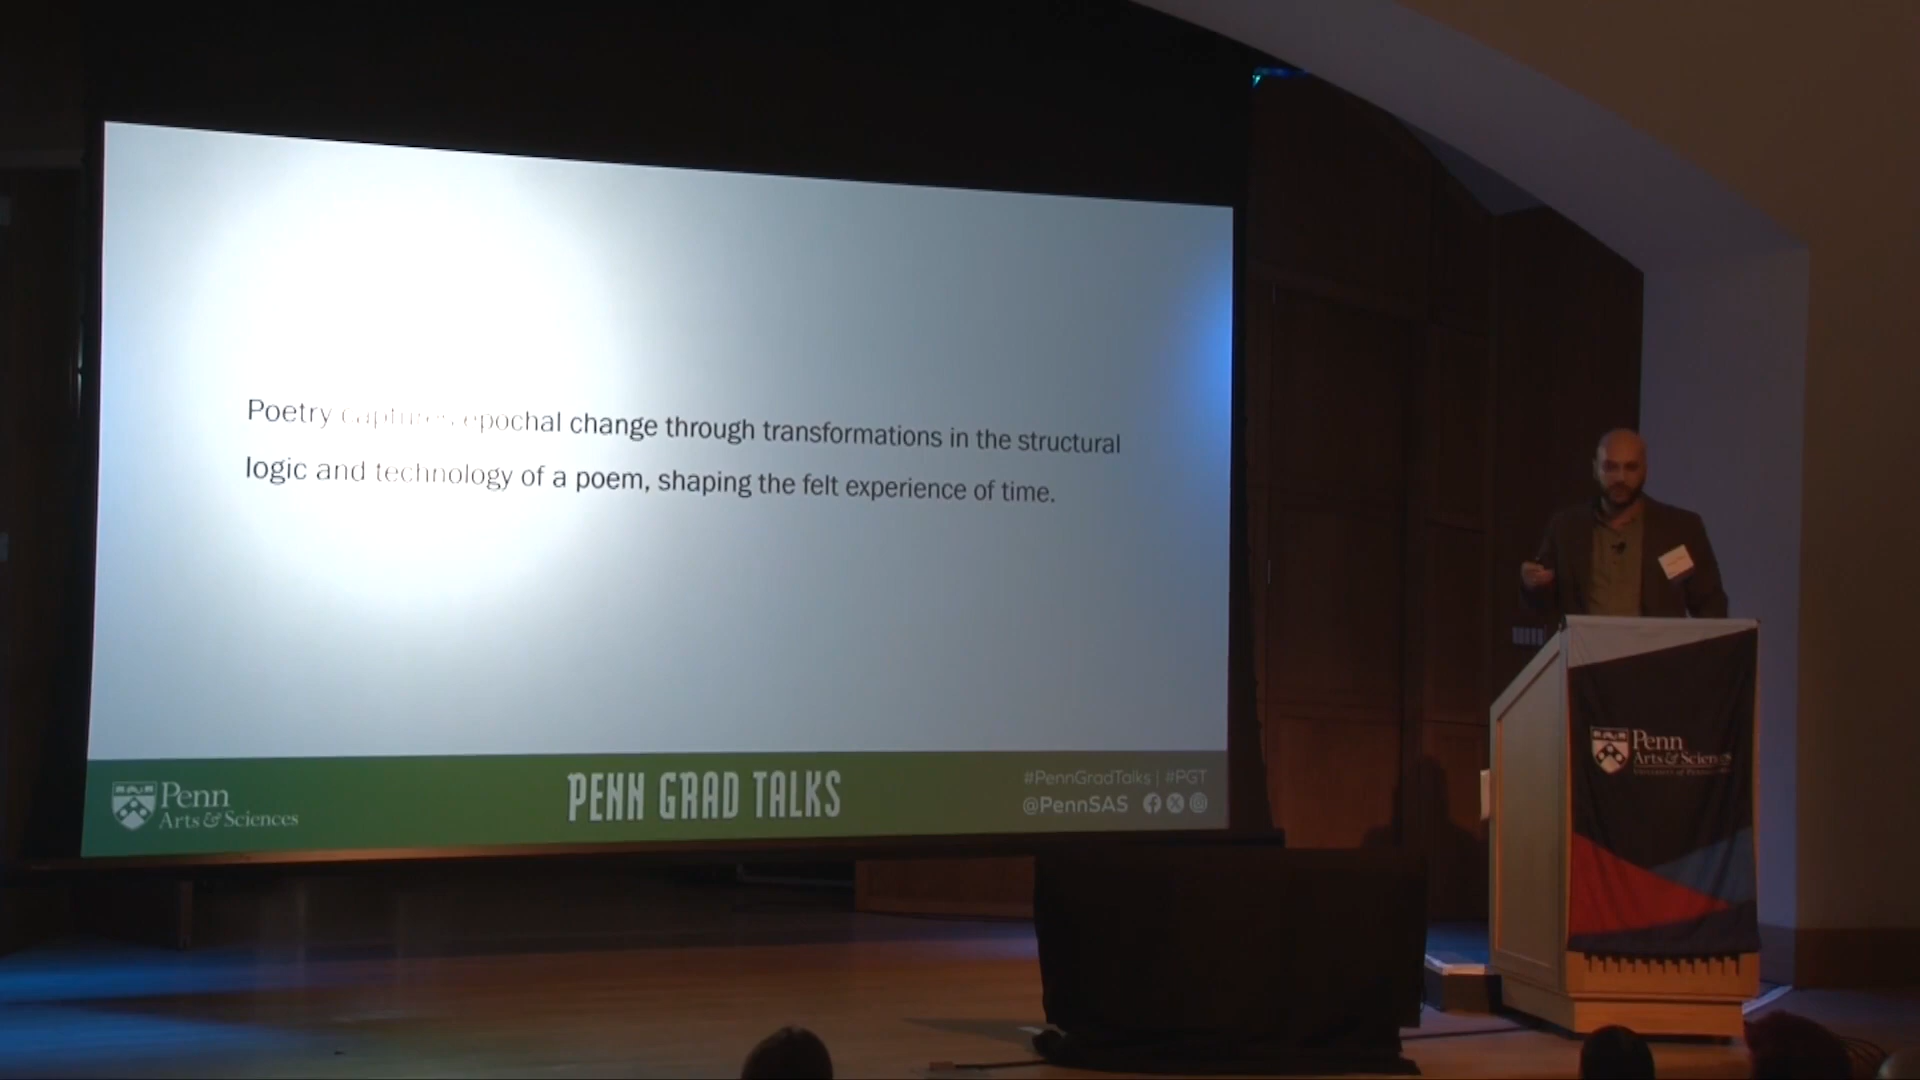 Poetry captures epochal change through transformations in the structural
logic and technology of a poem, shaping the felt experience of time.
Penn
Arts & Sciences
PENN GRAD TALKS
#PennGradTalks | #PGT
@PennSAS
Penn
Arts & Sciences